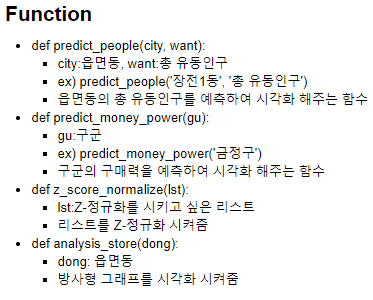 Function
def predict_people(city, want):
city:읍면동, want:총 유동인구
ex) predict_people('장전1동', '총 유동인구')
읍면동의 총 유동인구를 예측하여 시각화 해주는 함수
def predict_money_power(gu):
gu:구군
ex) predict_money_power('금정구')
구군의 구매력을 예측하여 시각화 해주는 함수
def z_score_normalize(lst):
lst:Z-정규화를 시키고 싶은 리스트
리스트를 Z-정규화 시켜줌
def analysis_store(dong):
dong: 읍면동
방사형 그래프를 시각화 시켜줌